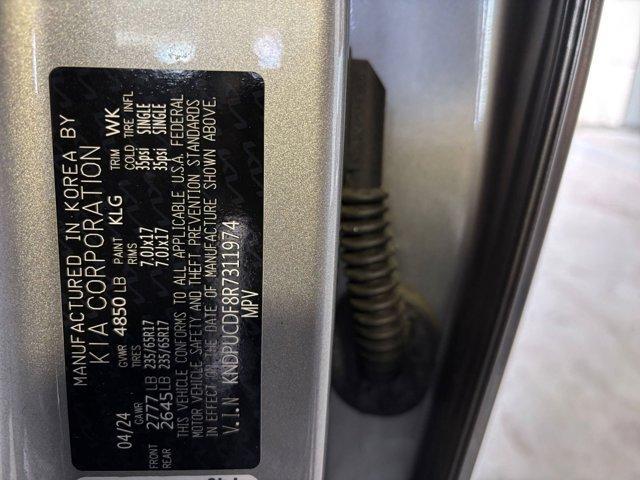 MANUFACTURED IN KOREA BY
KIA CORPORATION
04/24 GVWR 4850 LB PAINT KLG TRIM WK
GAWR TIRES RIMS COLD TIRE INFL
FRONT 2777 LB 235/65R17 7.0Jx17 35psi SINGLE
REAR 2645 LB 235/65R17 7.0Jx17 35psi SINGLE
THIS VEHICLE CONFORMS TO ALL APPLICABLE U.S.A. FEDERAL
MOTOR VEHICLE SAFETY AND THEFT PREVENTION STANDARDS
IN EFFECT ON THE DATE OF MANUFACTURE SHOWN ABOVE.
V.I.N KNDPUCDF8R7311974
MPV